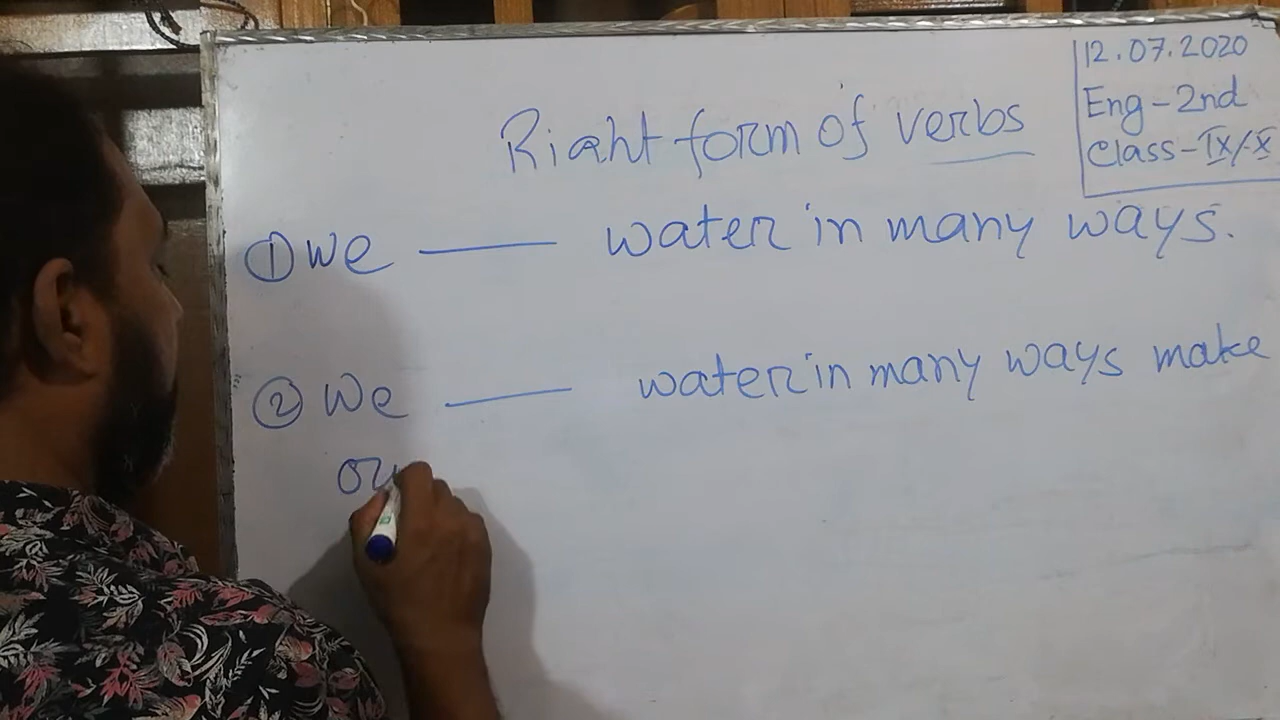 12.07.2020
Eng-2nd
Class-IX/X
Right form of verbs
① We ——— water in many ways.
② We ——— water in many ways make
ou